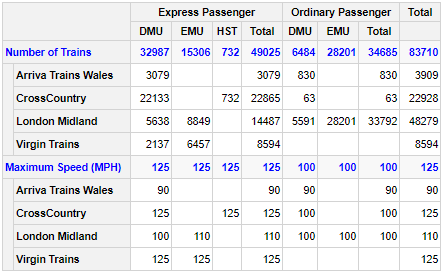 Express Passenger Ordinary Passenger Total
DMU EMU HST Total DMU EMU Total
Number of Trains 32987 15306 732 49025 6484 28201 34685 83710
Arriva Trains Wales 3079 3079 830 830 3909
CrossCountry 22133 732 22865 63 63 22928
London Midland 5638 8849 14487 5591 28201 33792 48279
Virgin Trains 2137 6457 8594 8594
Maximum Speed (MPH) 125 125 125 125 100 100 100 125
Arriva Trains Wales 90 90 90 90 90
CrossCountry 125 125 125 100 100 125
London Midland 100 110 110 100 100 100 110
Virgin Trains 125 125 125 125